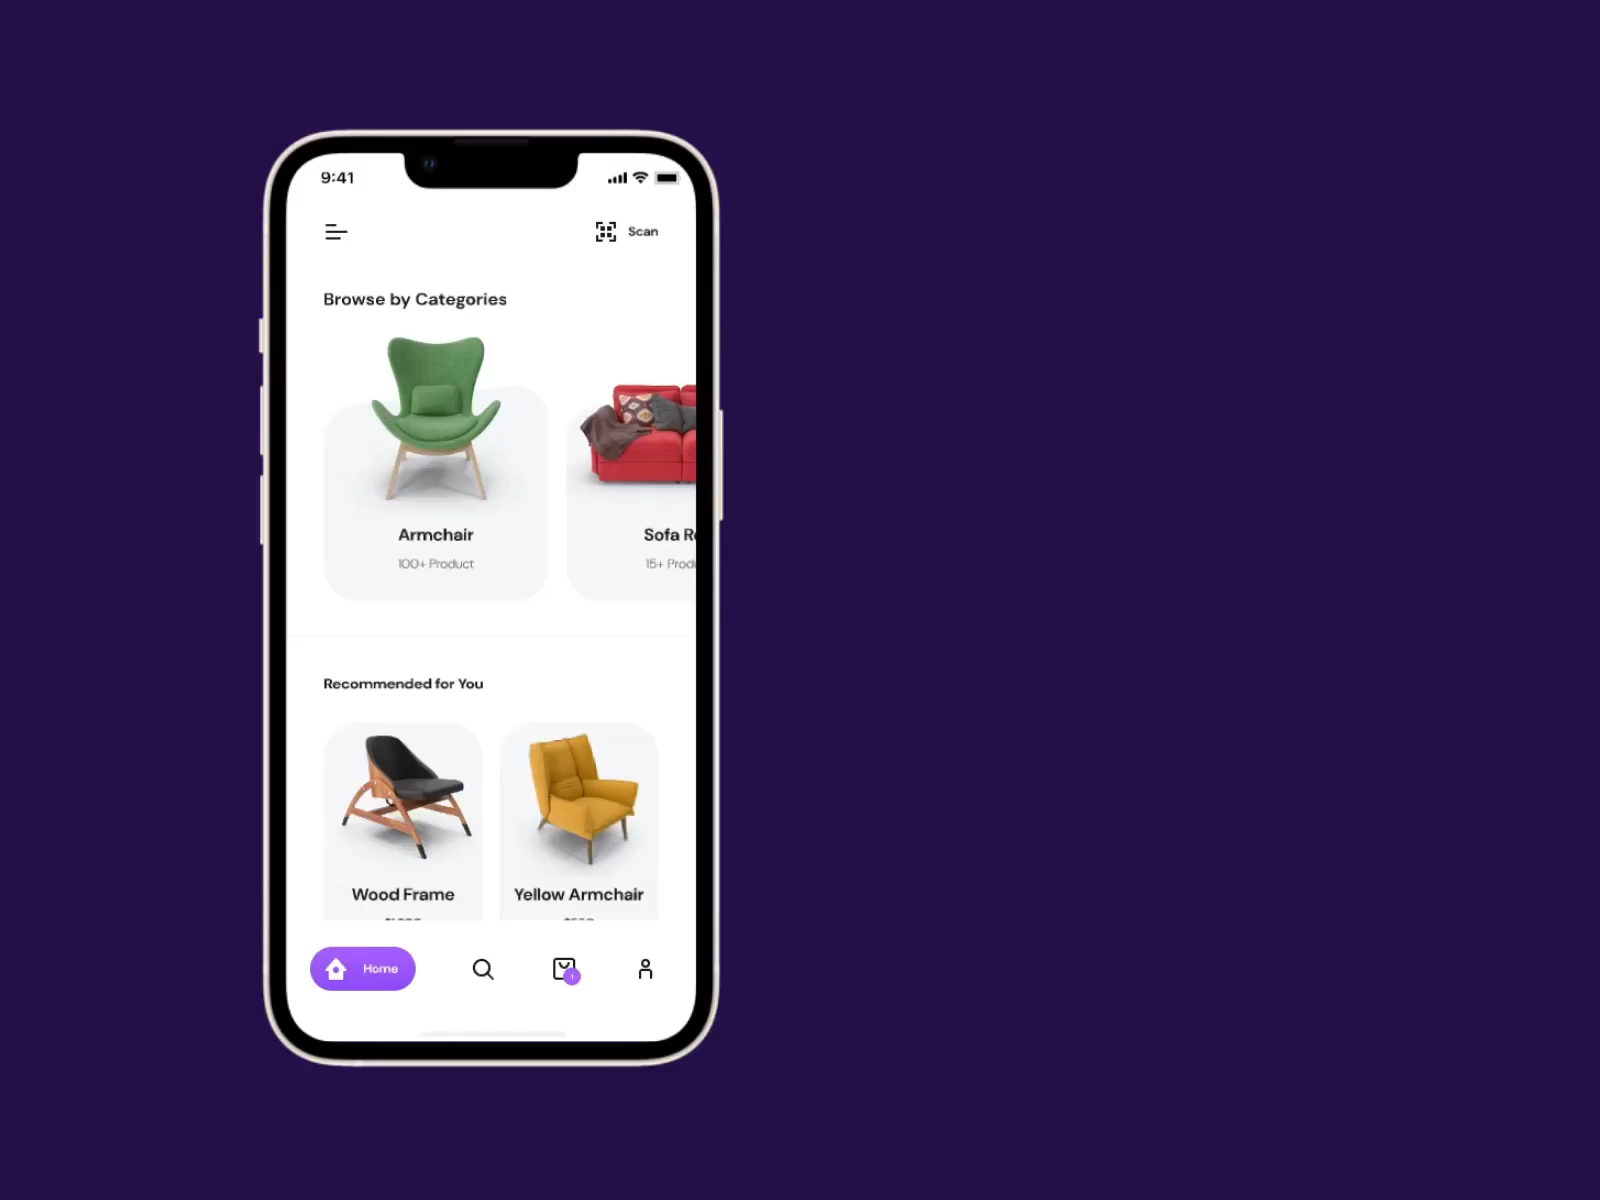 9:41
Scan
Browse by Categories
Armchair
100+ Product
Sofa R
15+ Prod
Recommended for You
Wood Frame
Yellow Armchair
Home